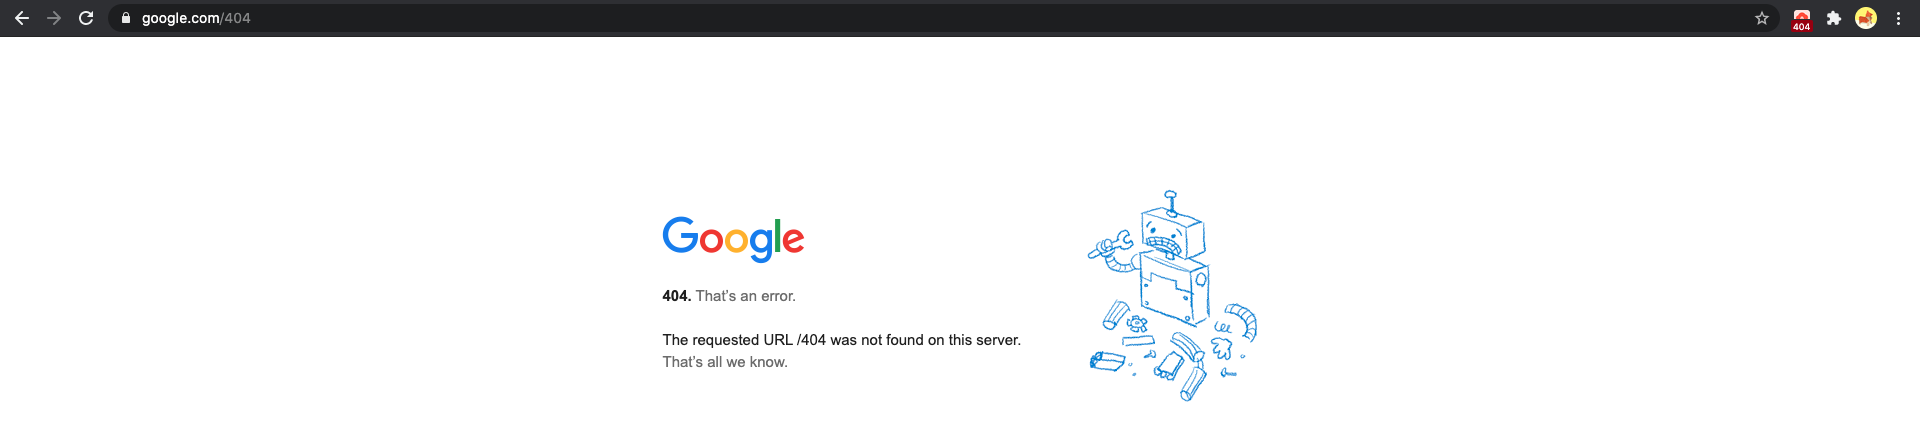 google.com/404
404
Google
404. That's an error.
The requested URL /404 was not found on this server.
That's all we know.